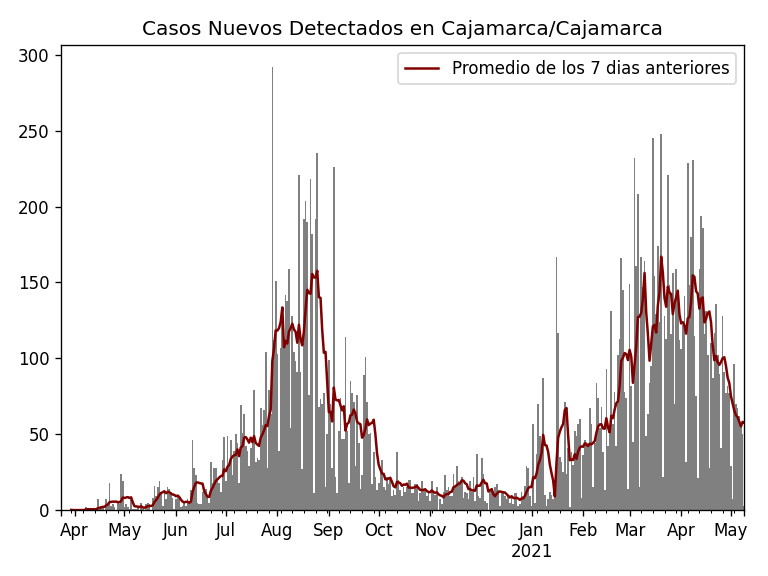 Casos Nuevos Detectados en Cajamarca/Cajamarca
Promedio de los 7 dias anteriores
300
250
200
150
100
50
0
Apr May Jun Jul Aug Sep Oct Nov Dec Jan Feb Mar Apr May
2021